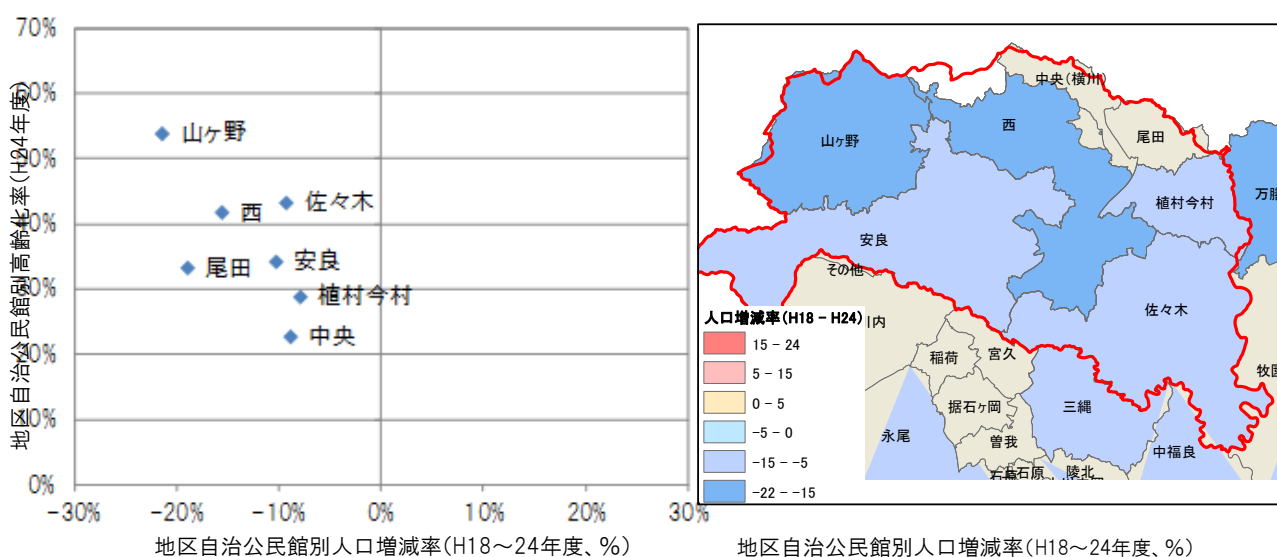 70%
60%
50%
40%
30%
20%
10%
0%
地区自治公民館別高齢化率(H24年度)
山ヶ野
佐々木
西
安良
尾田
植村今村
中央
-30%
-20%
-10%
0%
10%
20%
30%
地区自治公民館別人口増減率(H18～24年度、%)
中央(横川)
西
尾田
山ヶ野
万膳
植村今村
安良
その他
佐々木
人口増減率(H18 - H24)
15 - 24
5 - 15
0 - 5
-5 - 0
-15 - -5
-22 - -15
川内
稲荷
宮久
牧園
据石ヶ岡
三縄
永尾
曽我
中福良
上石原
陵北
地区自治公民館別人口増減率(H18～24年度、%)